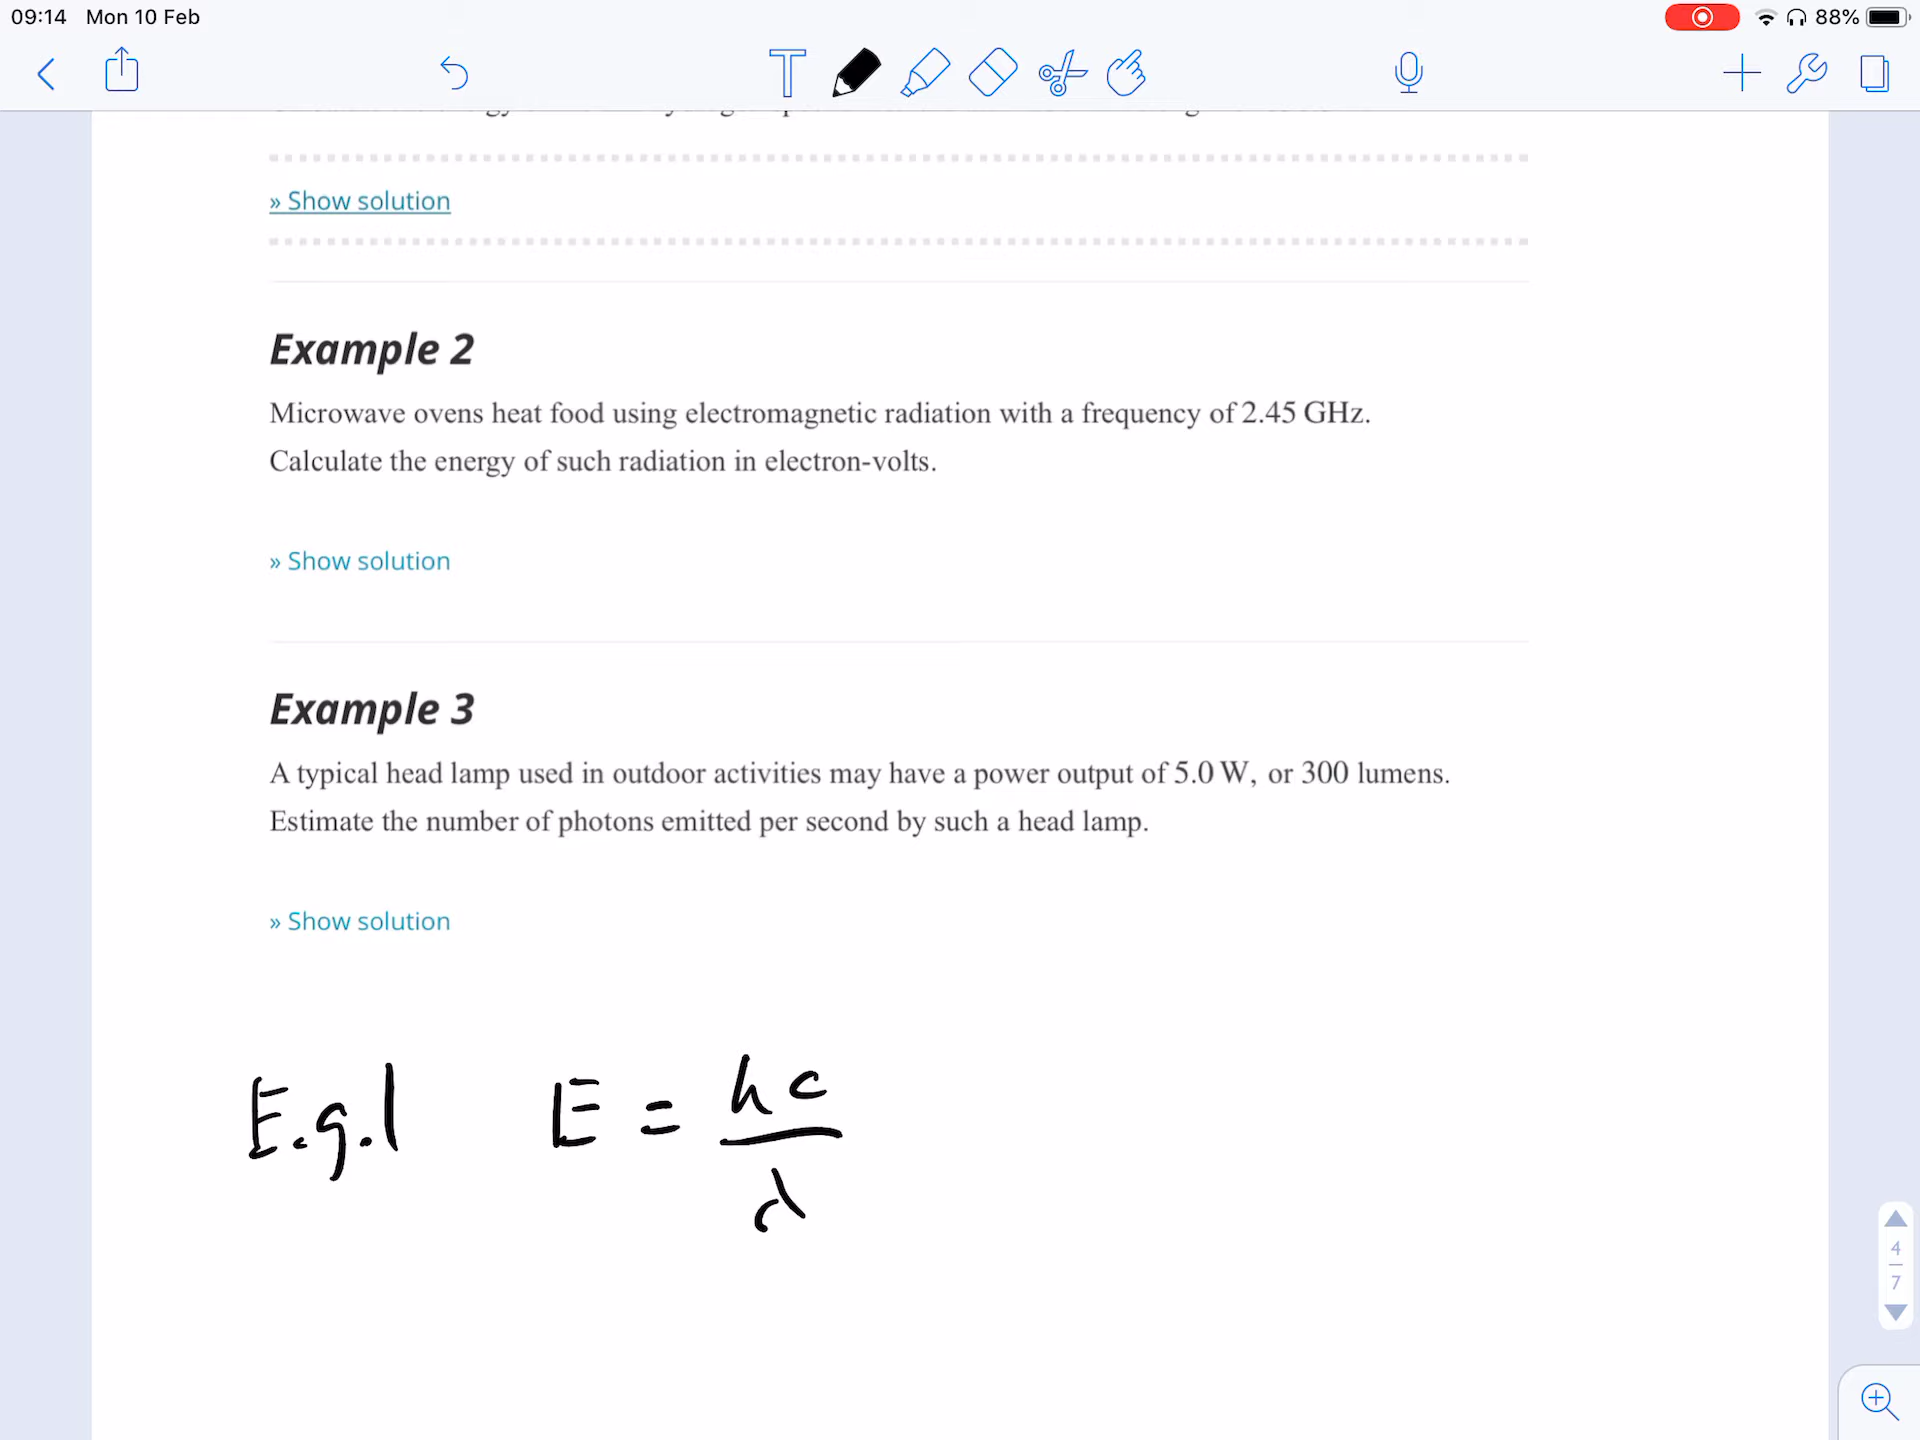 09:14 Mon 10 Feb 88%
T
» Show solution
Example 2
Microwave ovens heat food using electromagnetic radiation with a frequency of 2.45 GHz.
Calculate the energy of such radiation in electron-volts.
» Show solution
Example 3
A typical head lamp used in outdoor activities may have a power output of 5.0 W, or 300 lumens.
Estimate the number of photons emitted per second by such a head lamp.
» Show solution
E.g.1 E = hc
λ
4
7